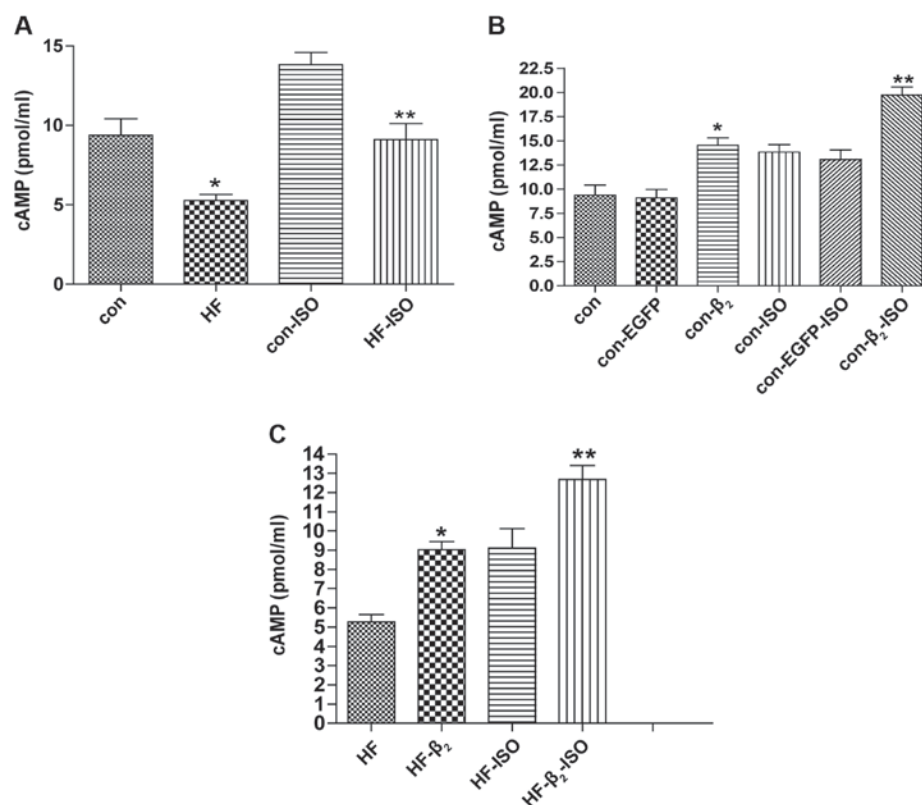 A
cAMP (pmol/ml)
15
10
5
0
*
**
con
HF
con-ISO
HF-ISO
B
cAMP (pmol/ml)
22.5
20.0
17.5
15.0
12.5
10.0
7.5
5.0
2.5
0.0
*
**
con
con-EGFP
con-β₂
con-ISO
con-EGFP-ISO
con-β₂-ISO
C
cAMP (pmol/ml)
14
13
12
11
10
9
8
7
6
5
4
3
2
1
0
*
**
HF
HF-β₂
HF-ISO
HF-β₂-ISO